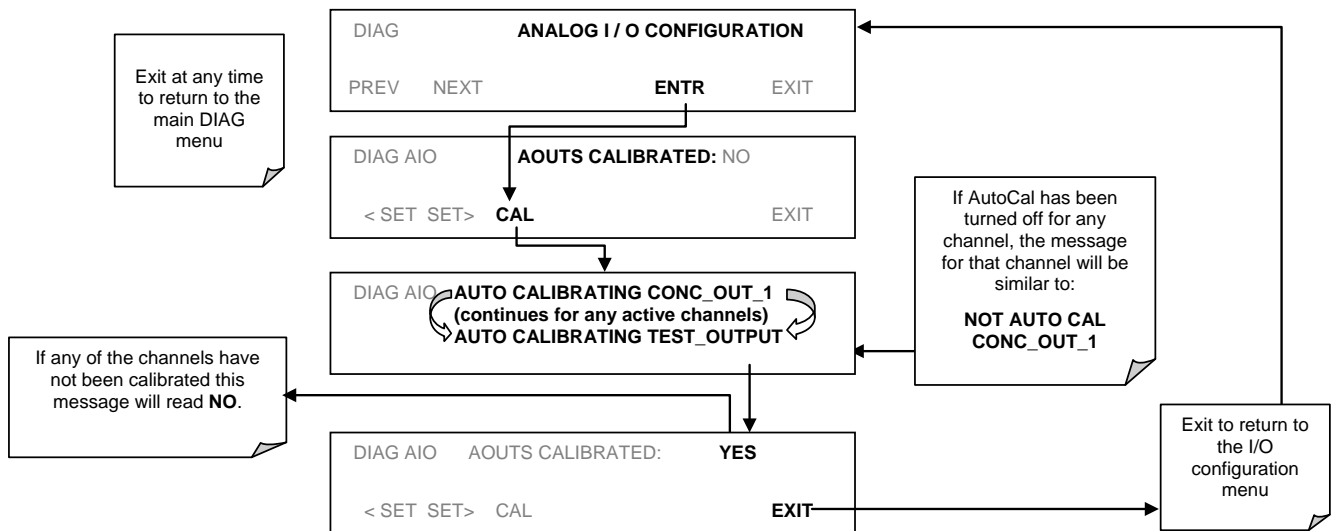 DIAG ANALOG I / O CONFIGURATION
PREV NEXT ENTR EXIT
Exit at any time
to return to the
main DIAG
menu
DIAG AIO AOUTS CALIBRATED: NO
< SET SET> CAL EXIT
If AutoCal has been
turned off for any
channel, the message
for that channel will be
similar to:
NOT AUTO CAL
CONC_OUT_1
DIAG AIO AUTO CALIBRATING CONC_OUT_1
(continues for any active channels)
AUTO CALIBRATING TEST_OUTPUT
If any of the channels have
not been calibrated this
message will read NO.
DIAG AIO AOUTS CALIBRATED: YES
< SET SET> CAL EXIT
Exit to return to
the I/O
configuration
menu